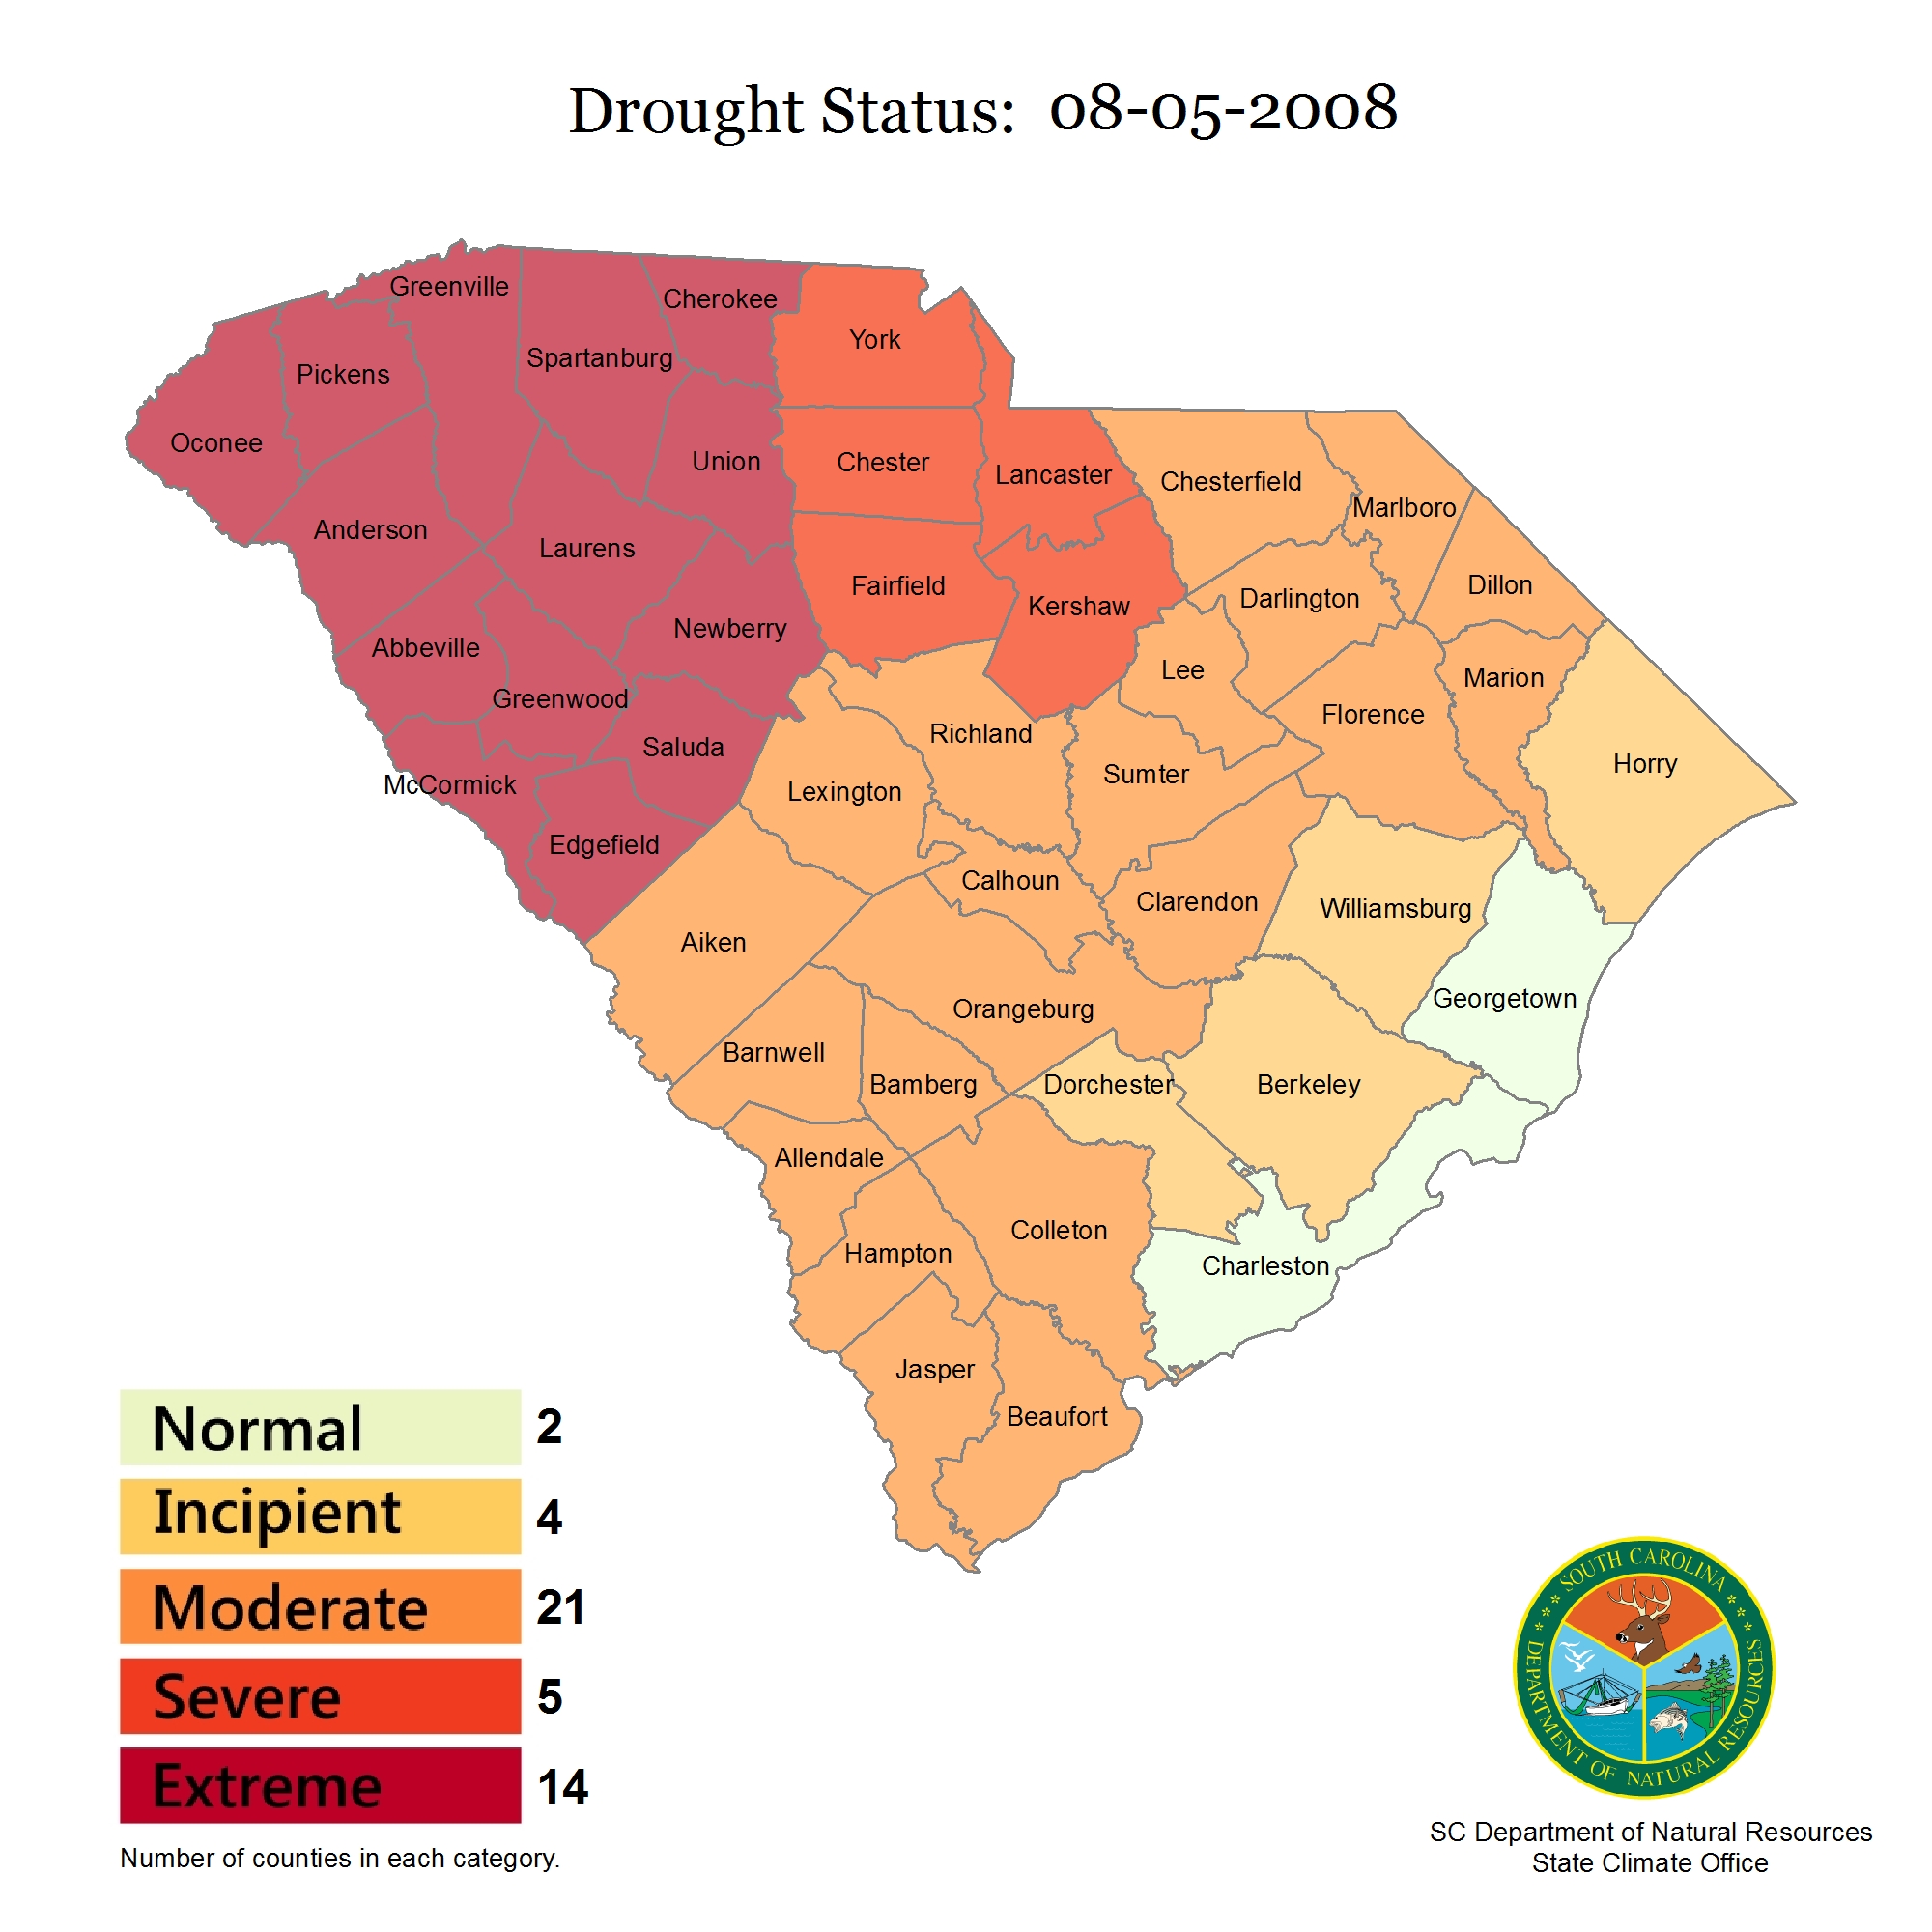 Drought Status: 08-05-2008
Greenville
Cherokee
York
Spartanburg
Pickens
Oconee
Union
Chester
Lancaster
Chesterfield
Marlboro
Anderson
Laurens
Fairfield
Kershaw
Darlington
Dillon
Abbeville
Newberry
Lee
Marion
Greenwood
Saluda
Richland
Florence
Horry
McCormick
Lexington
Sumter
Edgefield
Calhoun
Clarendon
Williamsburg
Aiken
Orangeburg
Georgetown
Barnwell
Bamberg
Dorchester
Berkeley
Allendale
Colleton
Hampton
Charleston
Jasper
Beaufort
Normal 2
Incipient 4
Moderate 21
Severe 5
Extreme 14
Number of counties in each category.
SOUTH CAROLINA
DEPARTMENT OF NATURAL RESOURCES
SC Department of Natural Resources
State Climate Office